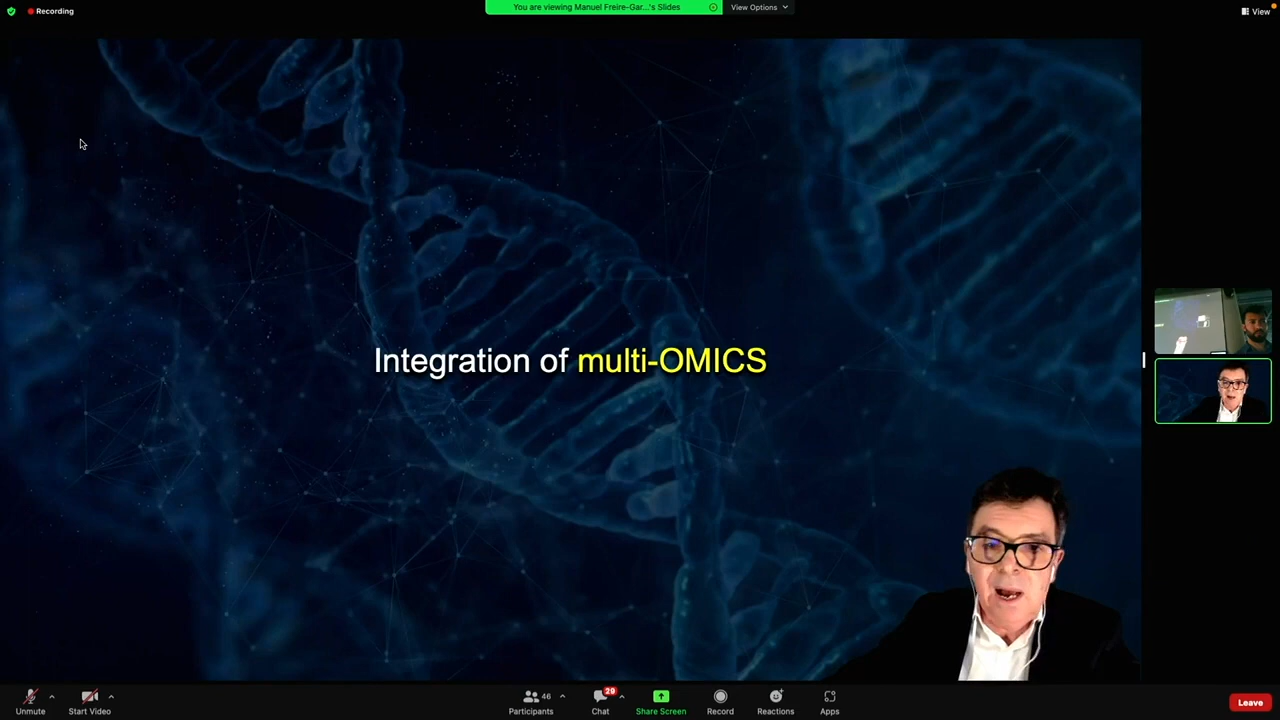 Recording
You are viewing Manuel Freire-Gar...'s Slides
View Options
View
Integration of multi-OMICS
Unmute
Start Video
46
Participants
29
Chat
Share Screen
Record
Reactions
Apps
Leave